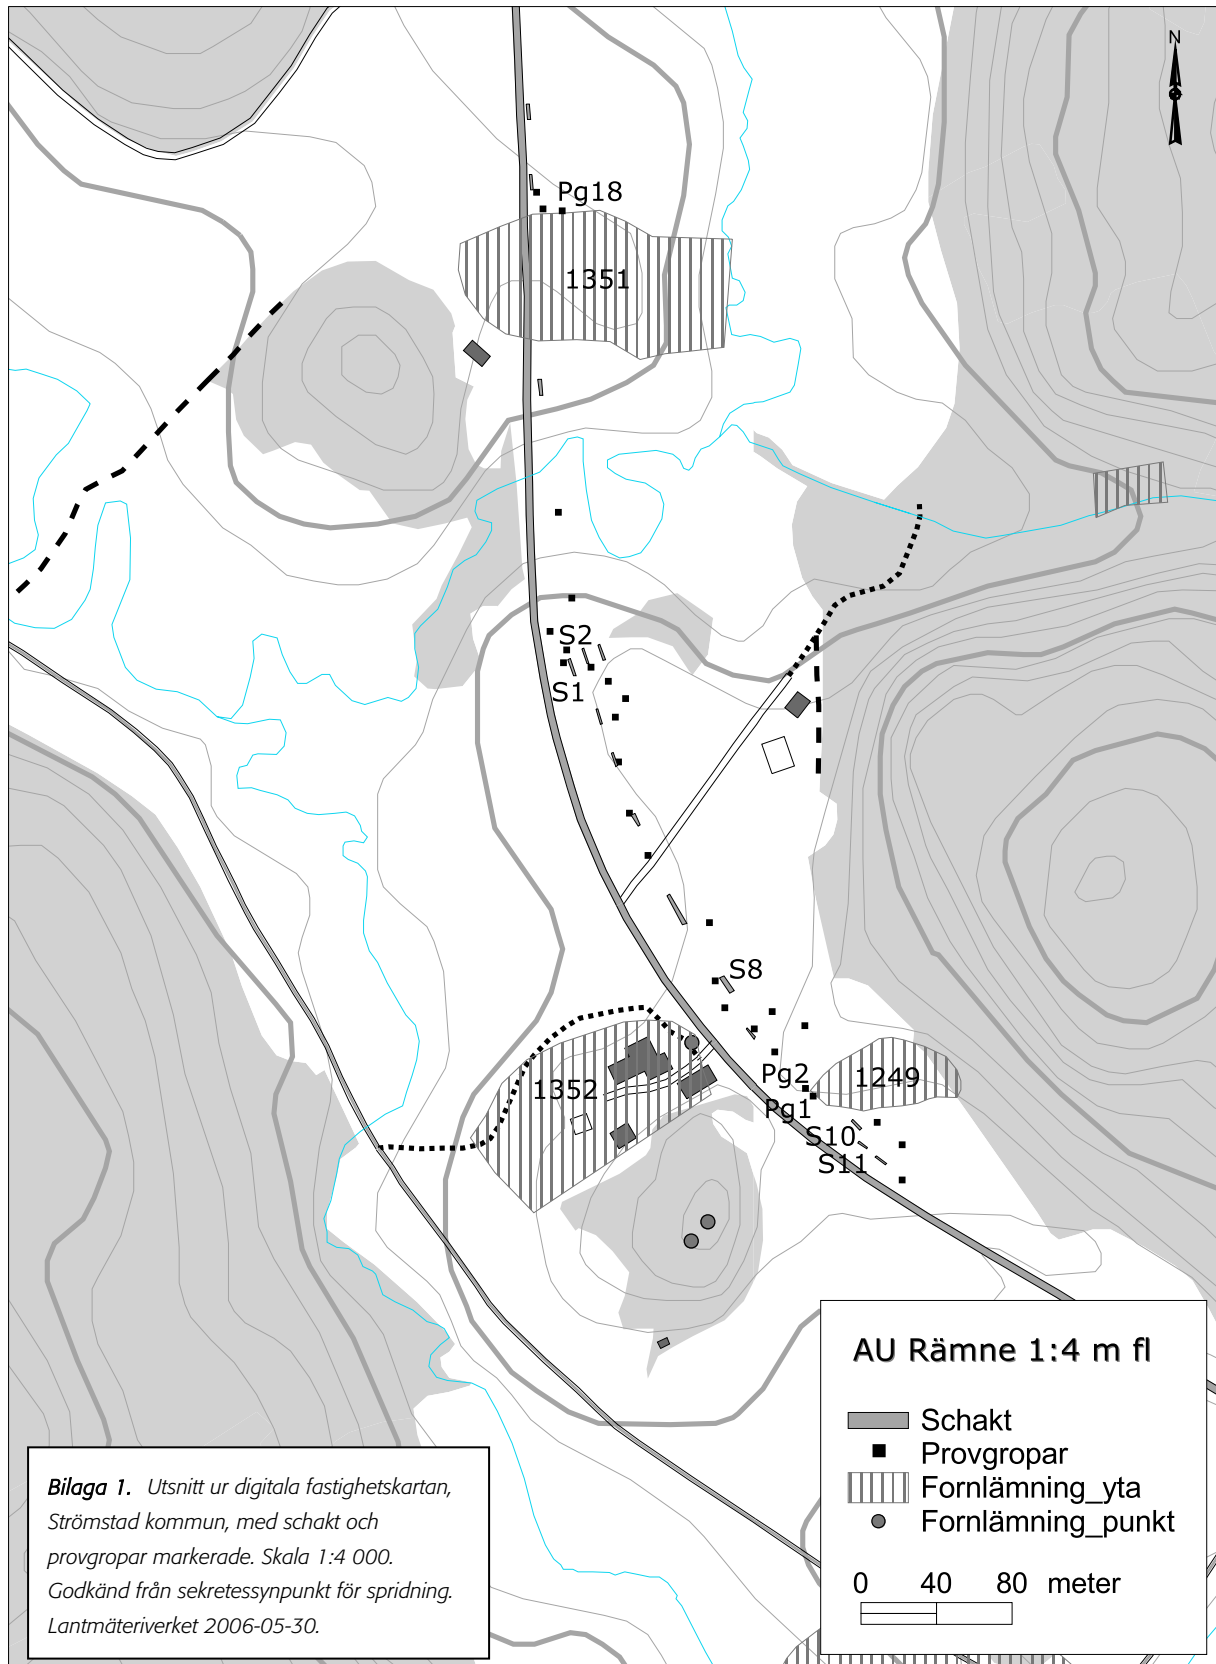 N
Pg18
1351
S2
S1
S8
Pg2
1249
1352
Pg1
S10
S11
AU Rämne 1:4 m fl
Schakt
Provgropar
Fornlämning_yta
Fornlämning_punkt
0 40 80 meter
Bilaga 1. Utsnitt ur digitala fastighetskartan,
Strömstad kommun, med schakt och
provgropar markerade. Skala 1:4 000.
Godkänd från sekretessynpunkt för spridning.
Lantmäteriverket 2006-05-30.